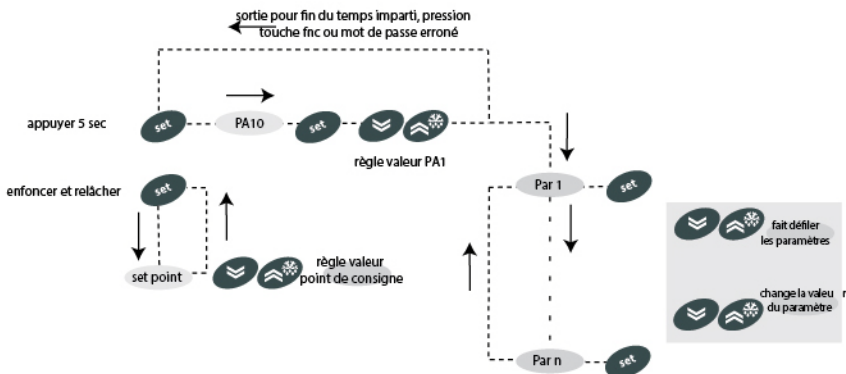 sortie pour fin du temps imparti, pression
touche fnc ou mot de passe erroné
appuyer 5 sec
set
PA10
set
règle valeur PA1
enfoncer et relâcher
set
set point
règle valeur
point de consigne
Par 1
set
fait défiler
les paramètres
change la valeu r
du paramètre
Par n
set